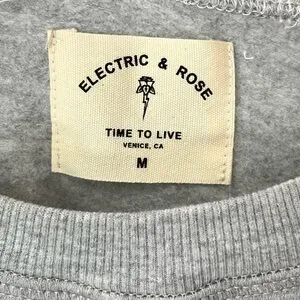 ELECTRIC & ROSE
TIME TO LIVE
VENICE, CA
M